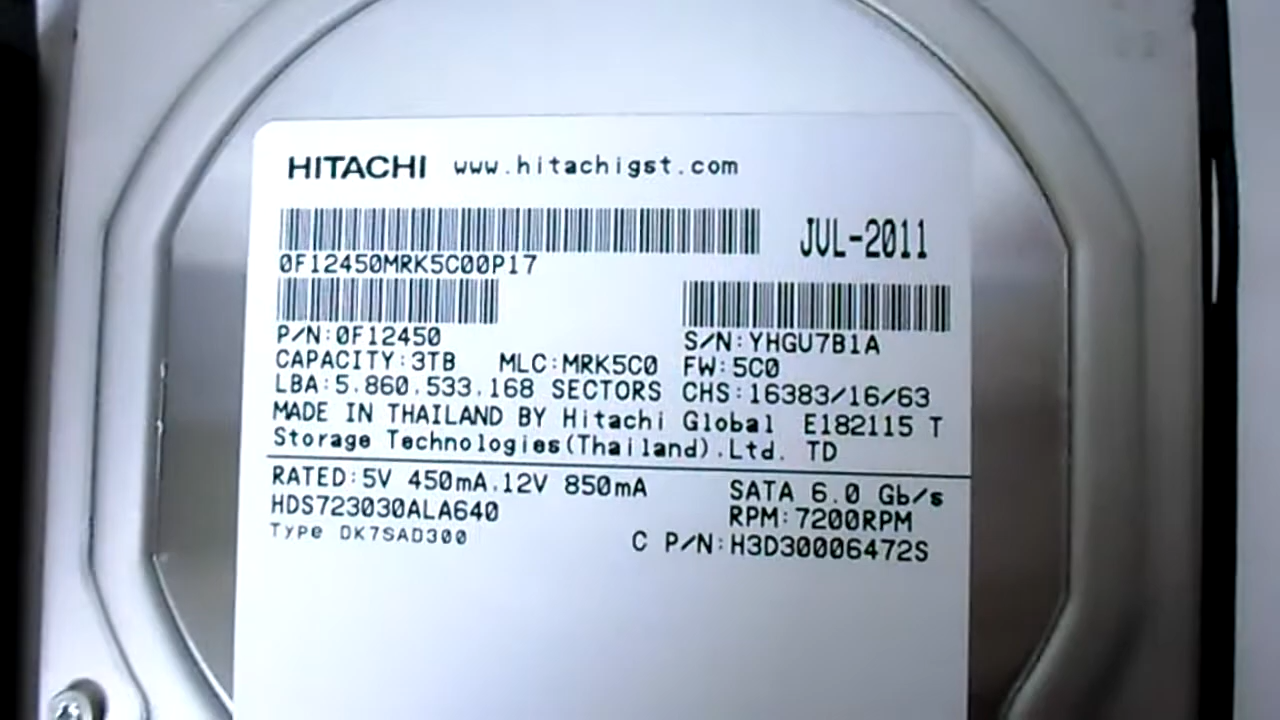 HITACHI www.hitachigst.com
JUL-2011
0F12450MRK5C00P17
P/N:0F12450 S/N:YHGU7B1A
CAPACITY:3TB MLC:MRK5C0 FW:5C0
LBA:5,860,533,168 SECTORS CHS:16383/16/63
MADE IN THAILAND BY Hitachi Global E182115 T
Storage Technologies(Thailand).Ltd. TD
RATED:5V 450mA,12V 850mA SATA 6.0 Gb/s
HDS723030ALA640 RPM:7200RPM
Type DK7SAD300 C P/N:H3D30006472S